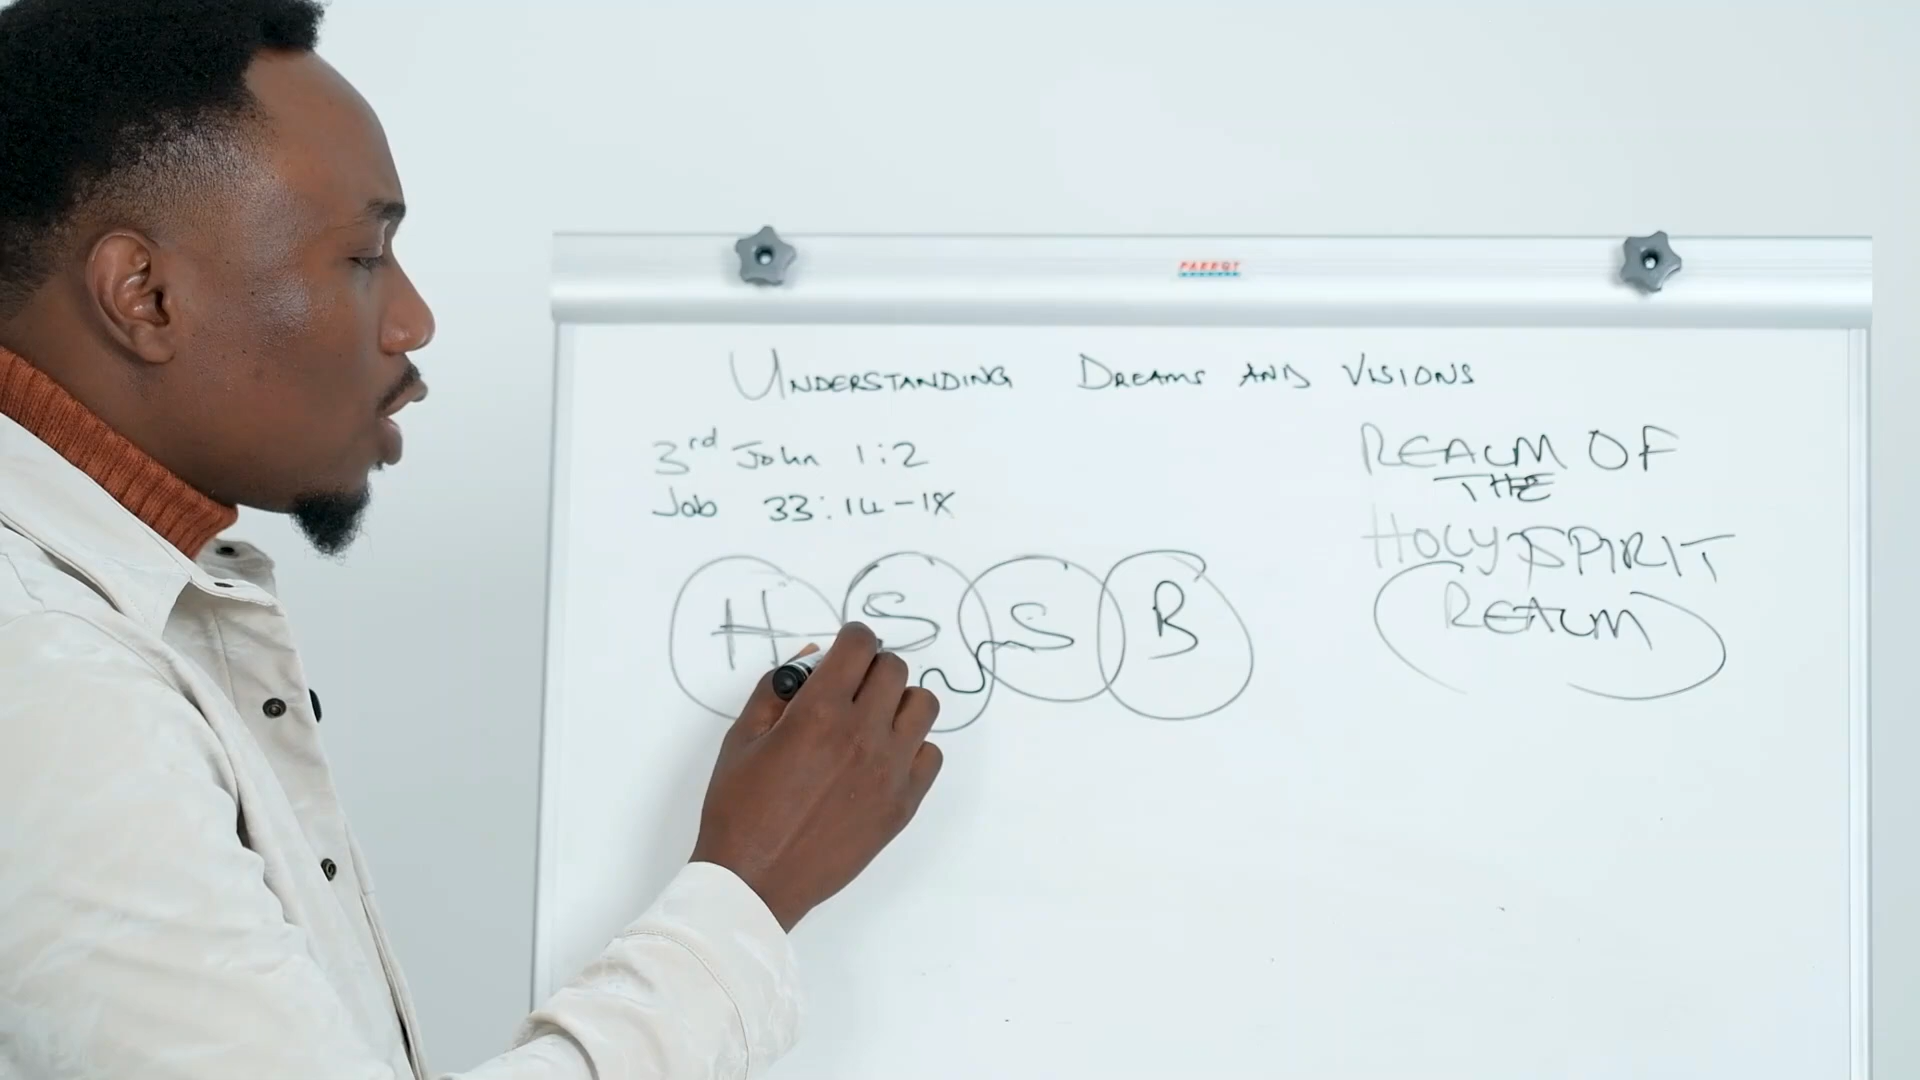 PARROT
UNDERSTANDING DREAMS AND VISIONS
3rd John 1:2
Job 33:14-18
H S S B
REALM OF
THE
HOLY SPIRIT
REALM